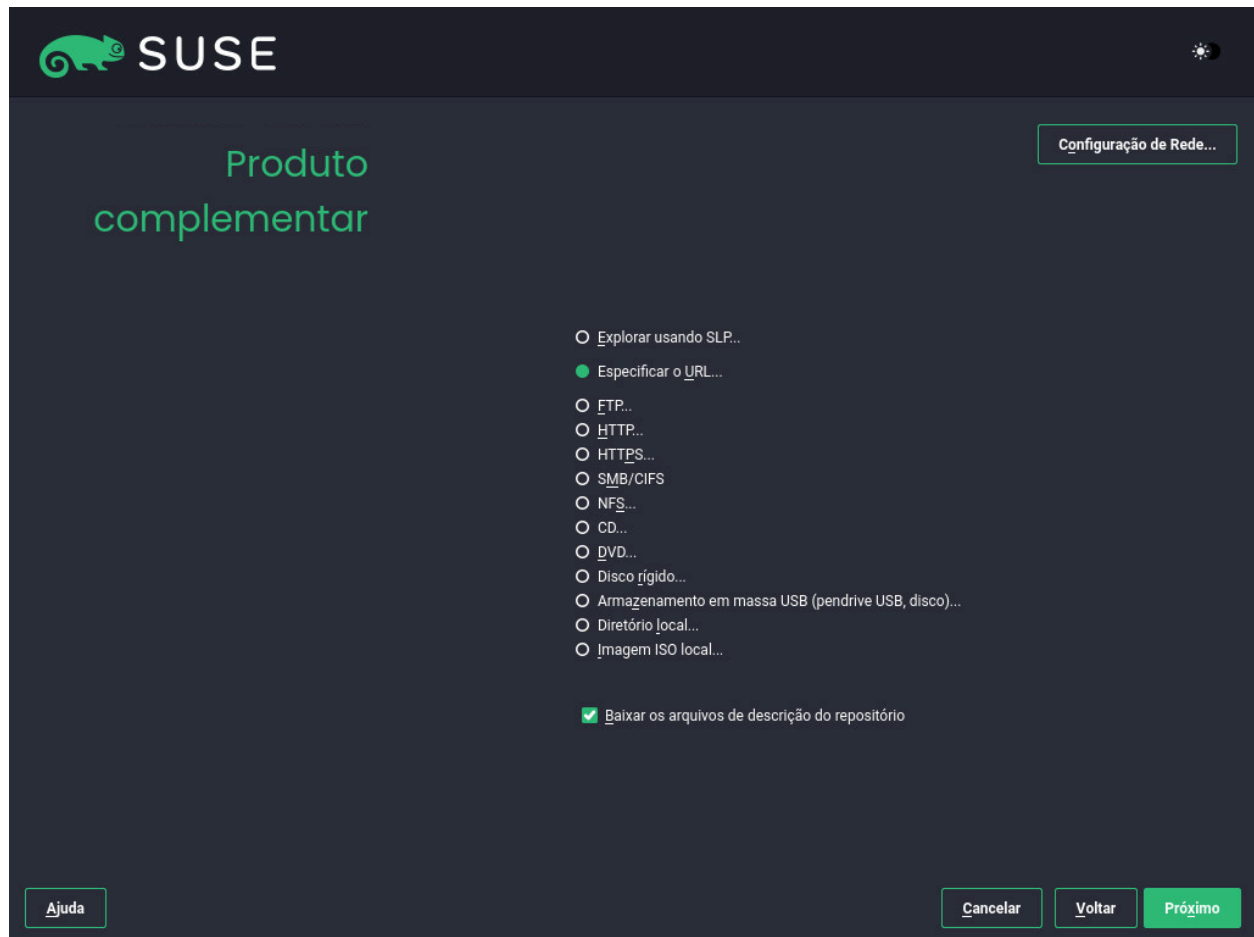 SUSE
Produto
complementar
Configuração de Rede...
Explorar usando SLP...
Especificar o URL...
FTP...
HTTP...
HTTPS...
SMB/CIFS
NFS...
CD...
DVD...
Disco rígido...
Armazenamento em massa USB (pendrive USB, disco)...
Diretório local...
Imagem ISO local...
Baixar os arquivos de descrição do repositório
Ajuda
Cancelar
Voltar
Próximo